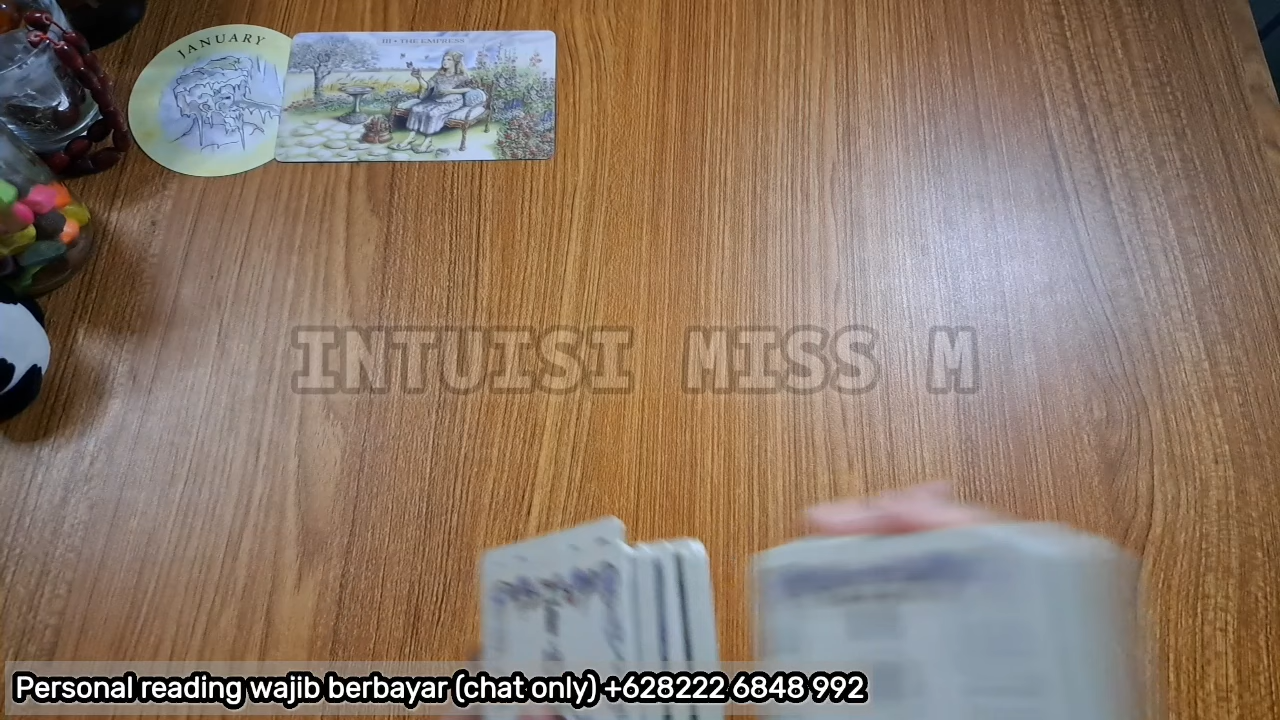 JANUARY
III • THE EMPRESS
INTUISI MISS M
Personal reading wajib berbayar (chat only) +628222 6848 992